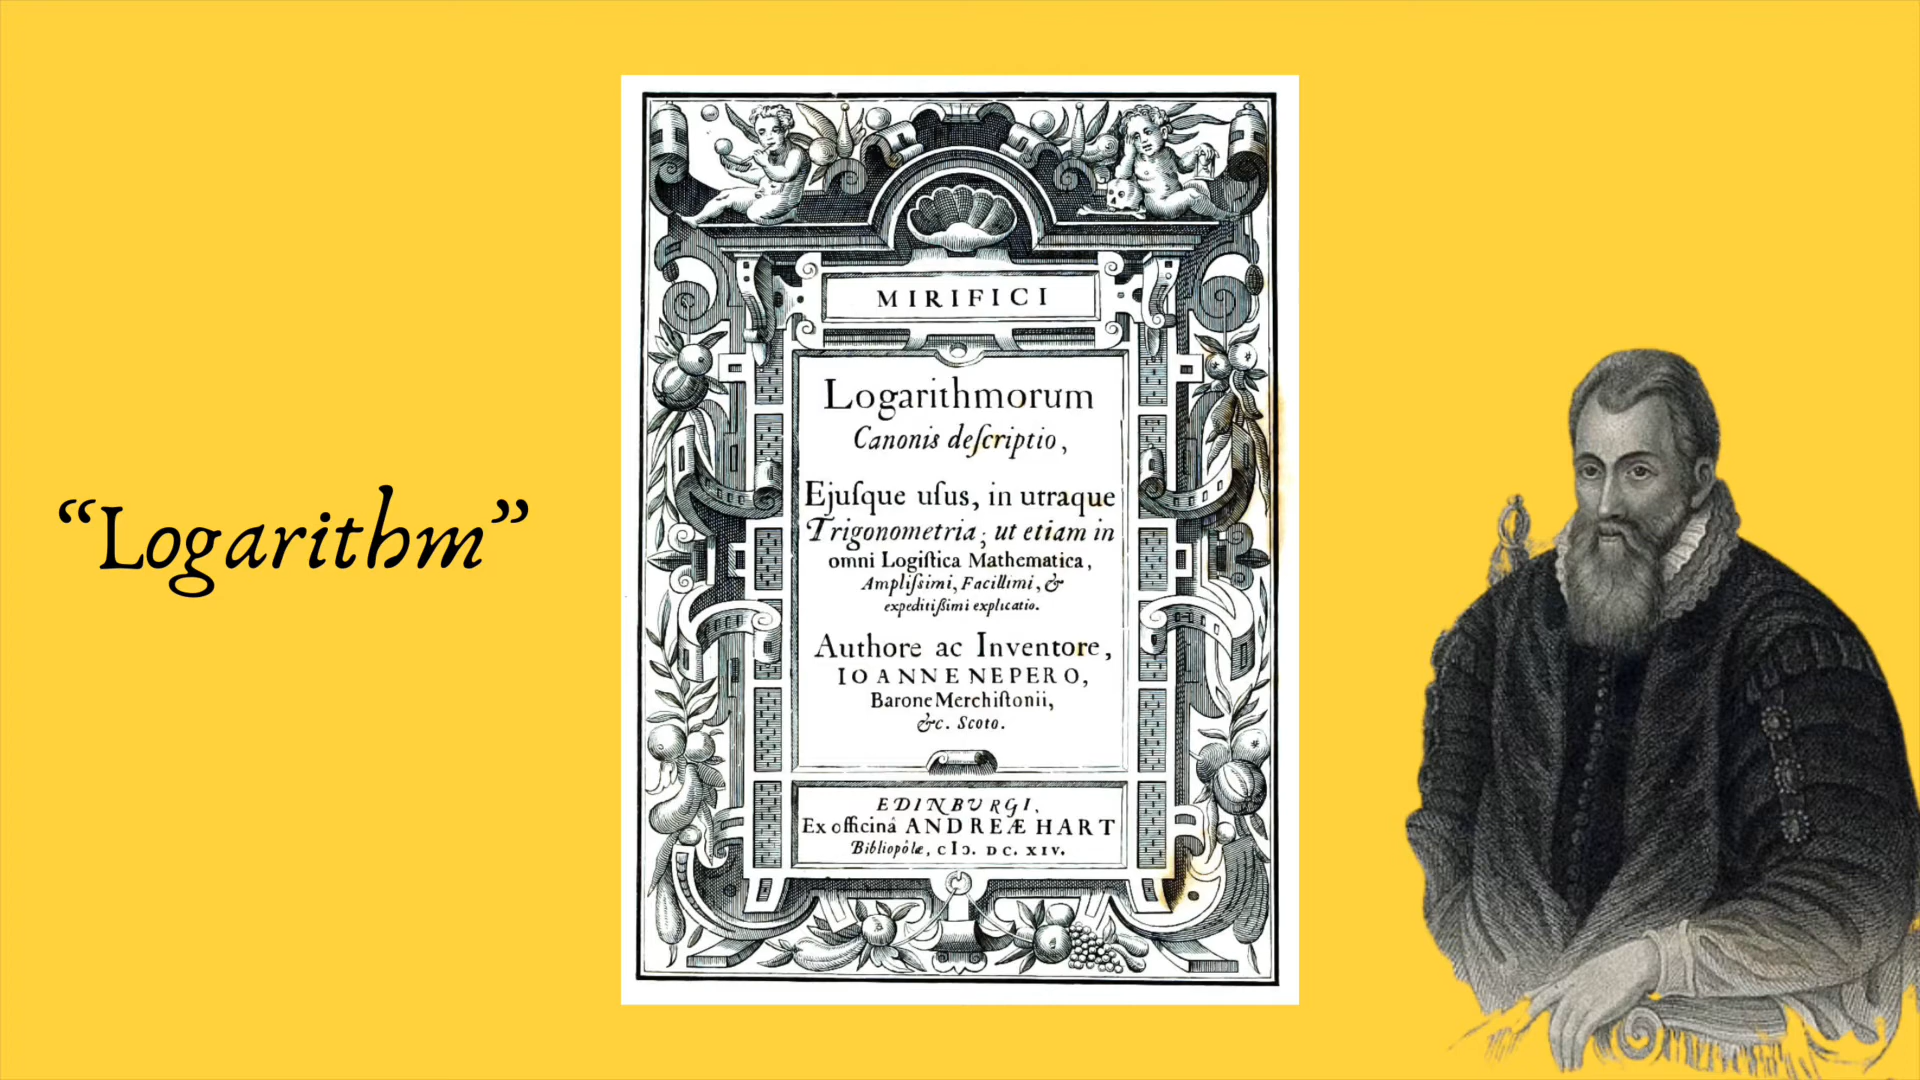 “Logarithm”
MIRIFICI
Logarithmorum
Canonis deſcriptio,
Ejuſque uſus, in utraque
Trigonometria; ut etiam in
omni Logiſtica Mathematica,
Ampliſsimi, Facillimi, &
expeditißimi explicatio.
Authore ac Inventore,
IOANNE NEPERO,
Barone Merchiſtonii,
&c. Scoto.
EDINBVRGI,
Ex officinâ ANDREÆ HART
Bibliopôlæ, cIↄ. DC. XIV.